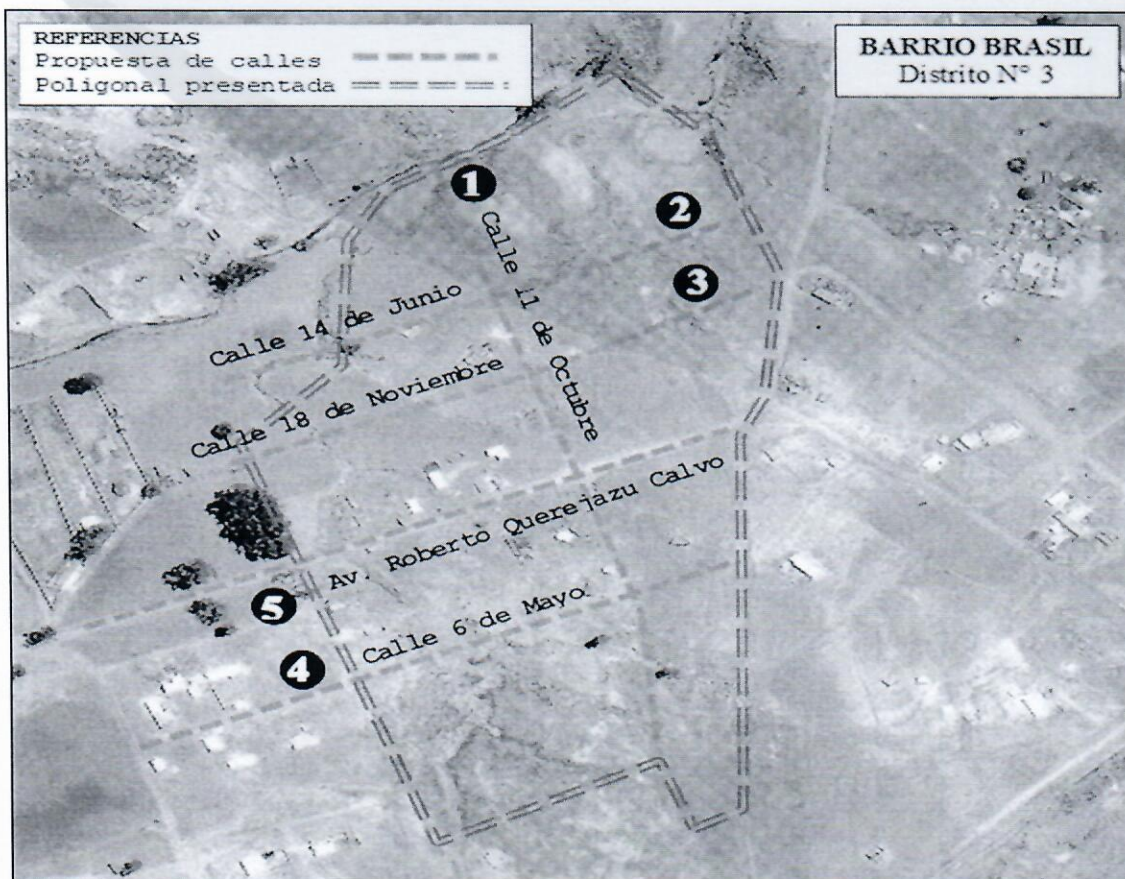 REFERENCIAS
Propuesta de calles
Poligonal presentada
BARRIO BRASIL
Distrito N° 3
1
2
Calle 11 de Octubre
3
Calle 14 de Junio
Calle 18 de Noviembre
Av. Roberto Querejazu Calvo
5
Calle 6 de Mayo
4